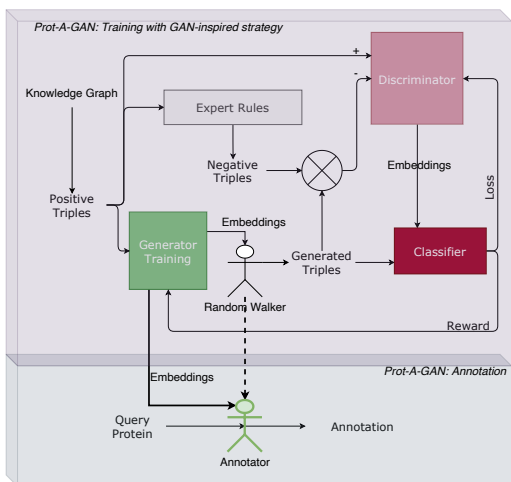 Prot-A-GAN: Training with GAN-inspired strategy
+
-
Discriminator
Knowledge Graph
Expert Rules
Negative
Triples
Embeddings
Loss
Positive
Triples
Embeddings
Generator
Training
Generated
Triples
Classifier
Random Walker
Reward
Prot-A-GAN: Annotation
Embeddings
Query
Protein
Annotation
Annotator